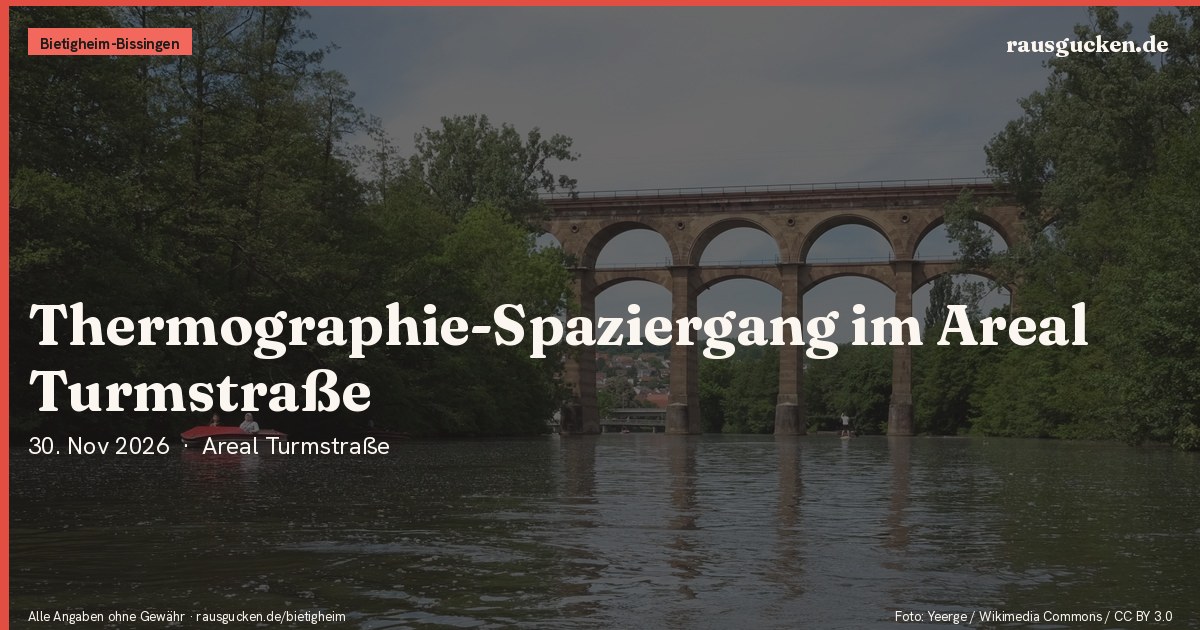 Bietigheim-Bissingen
rausgucken.de
Thermographie-Spaziergang im Areal
Turmstraße
30. Nov 2026 · Areal Turmstraße
Alle Angaben ohne Gewähr · rausgucken.de/bietigheim
Foto: Yeerge / Wikimedia Commons / CC BY 3.0